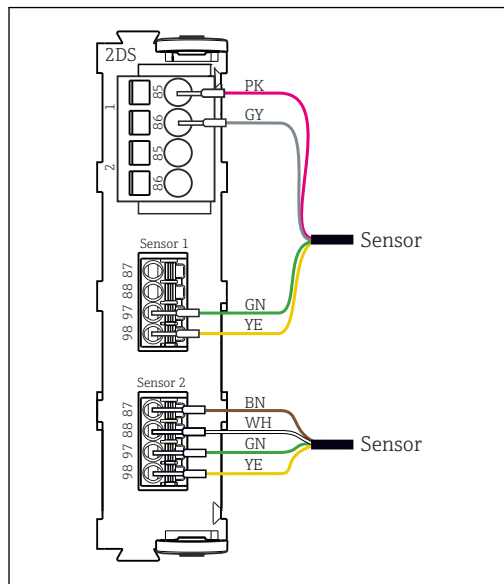 2DS
PK
1
85
GY
86
2
85
86
Sensor
Sensor 1
87
88
GN
97
YE
98
Sensor 2
BN
87
WH
88
Sensor
GN
97
YE
98